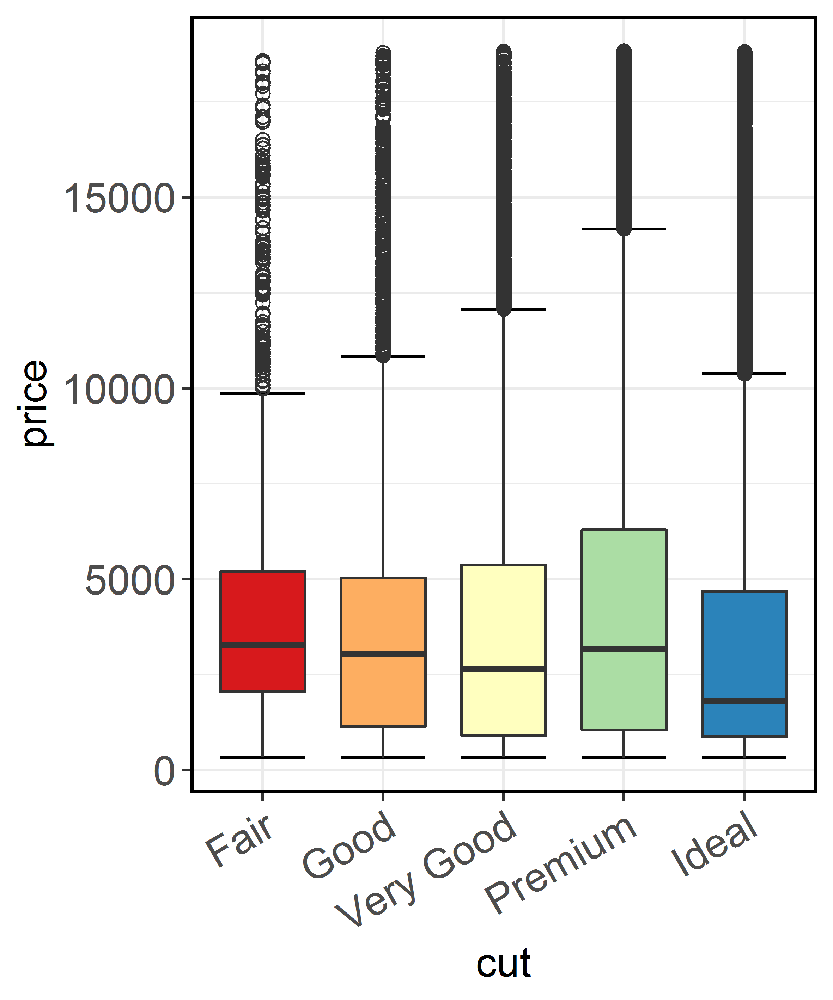 price
15000
10000
5000
0
Fair
Good
Very Good
Premium
Ideal
cut